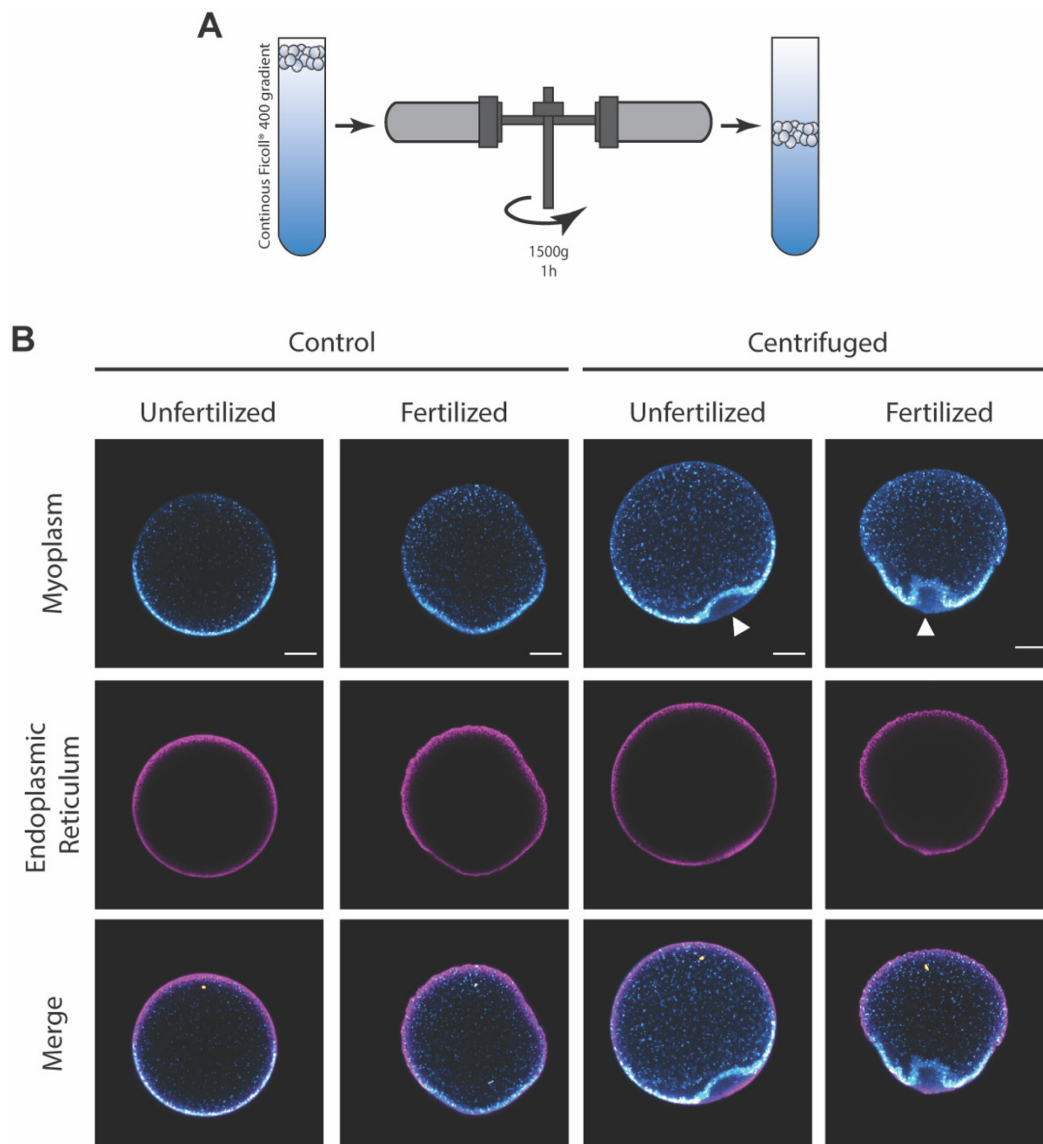 A
Continous Ficoll® 400 gradient
1500g
1h
B
Control
Centrifuged
Unfertilized
Fertilized
Unfertilized
Fertilized
Myoplasm
Endoplasmic
Reticulum
Merge